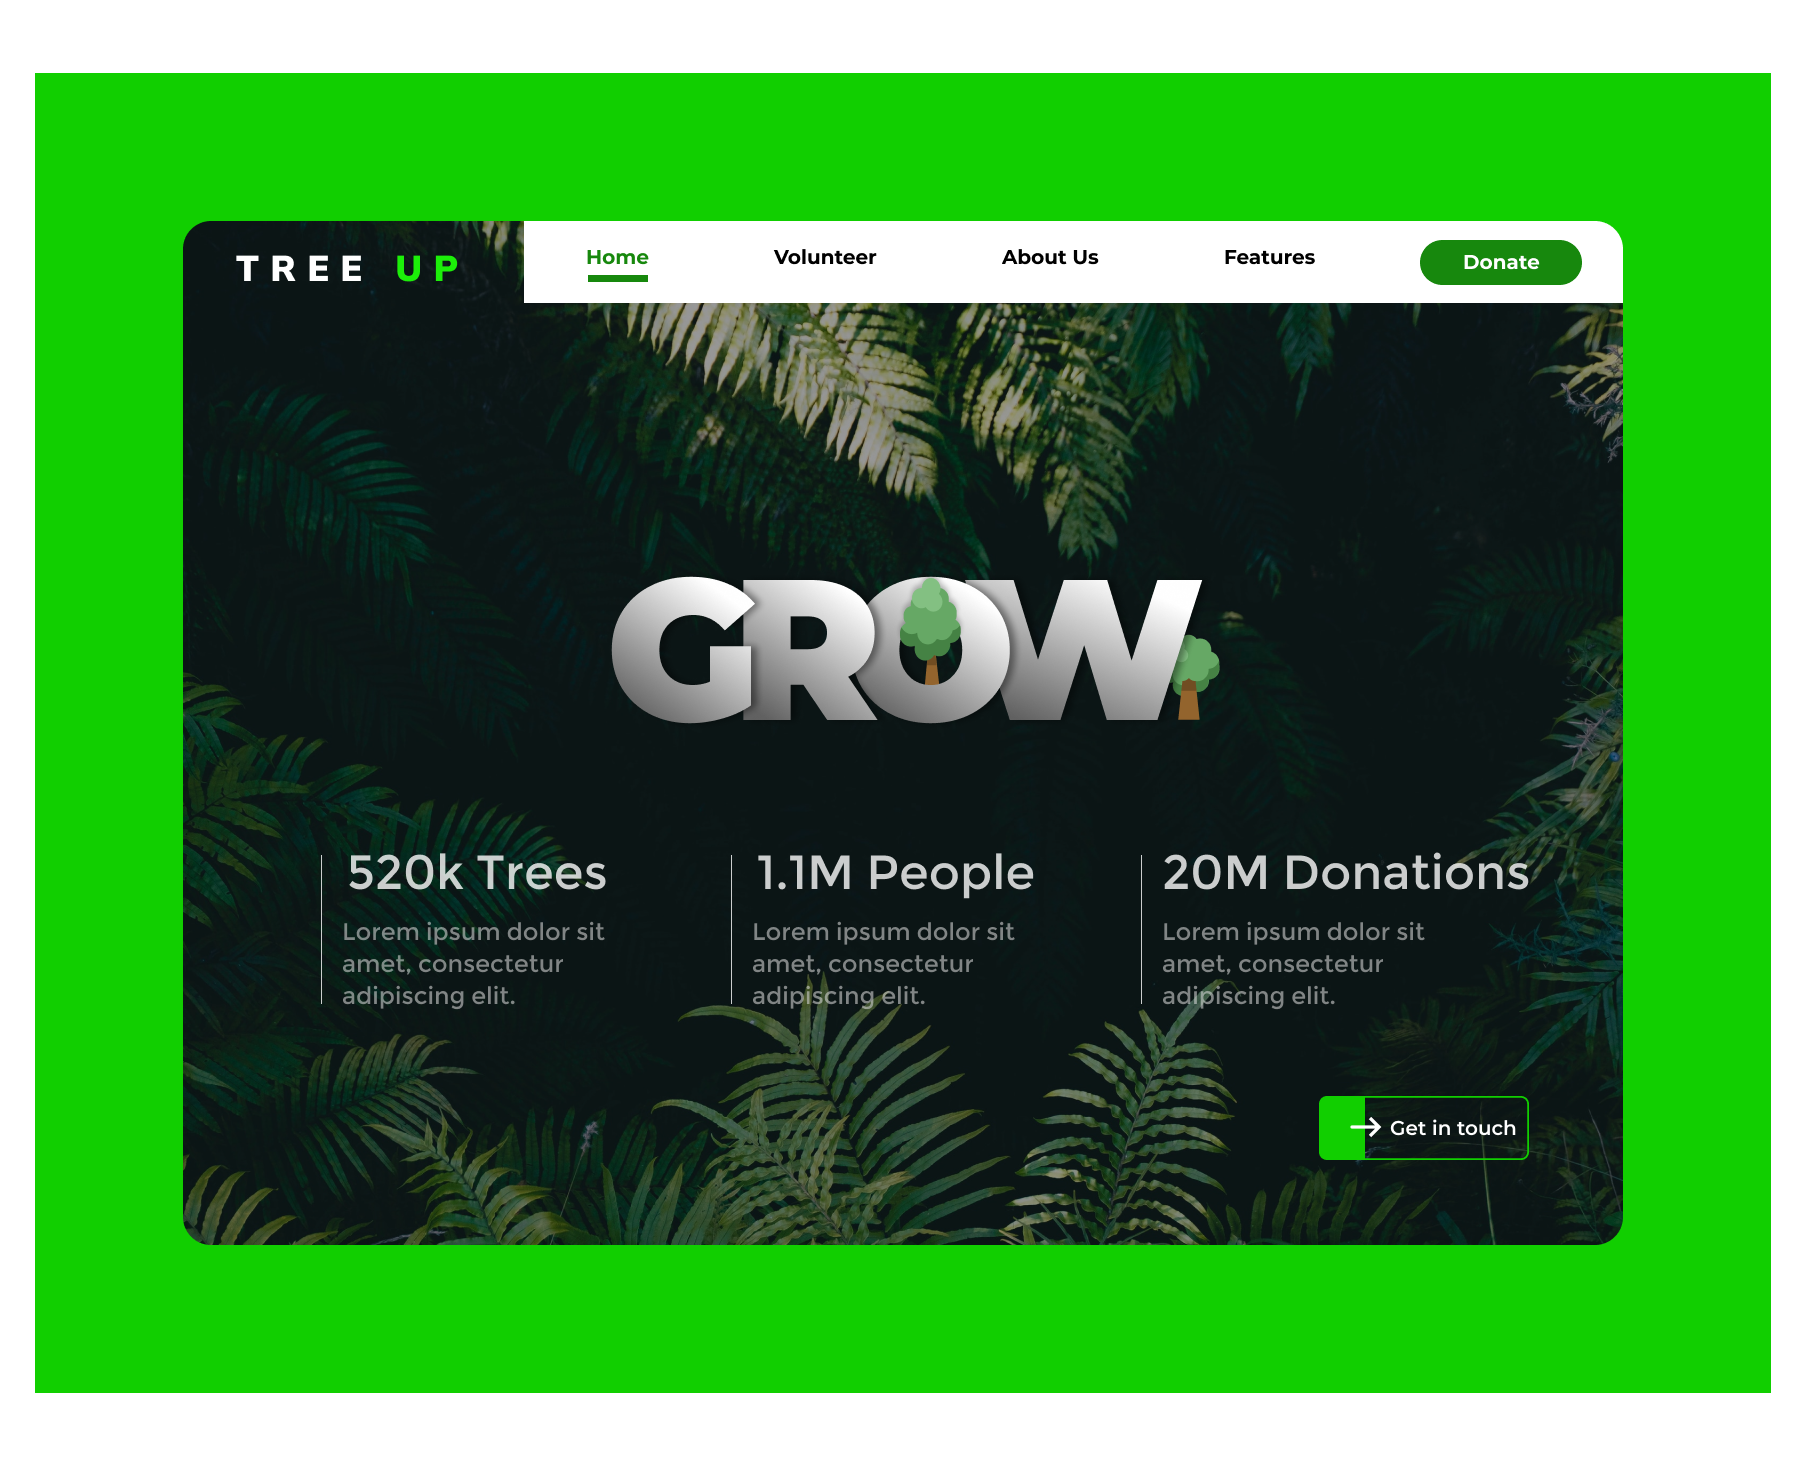 TREE UP
Home
Volunteer
About Us
Features
Donate
GROW
520k Trees
Lorem ipsum dolor sit
amet, consectetur
adipiscing elit.
1.1M People
Lorem ipsum dolor sit
amet, consectetur
adipiscing elit.
20M Donations
Lorem ipsum dolor sit
amet, consectetur
adipiscing elit.
Get in touch